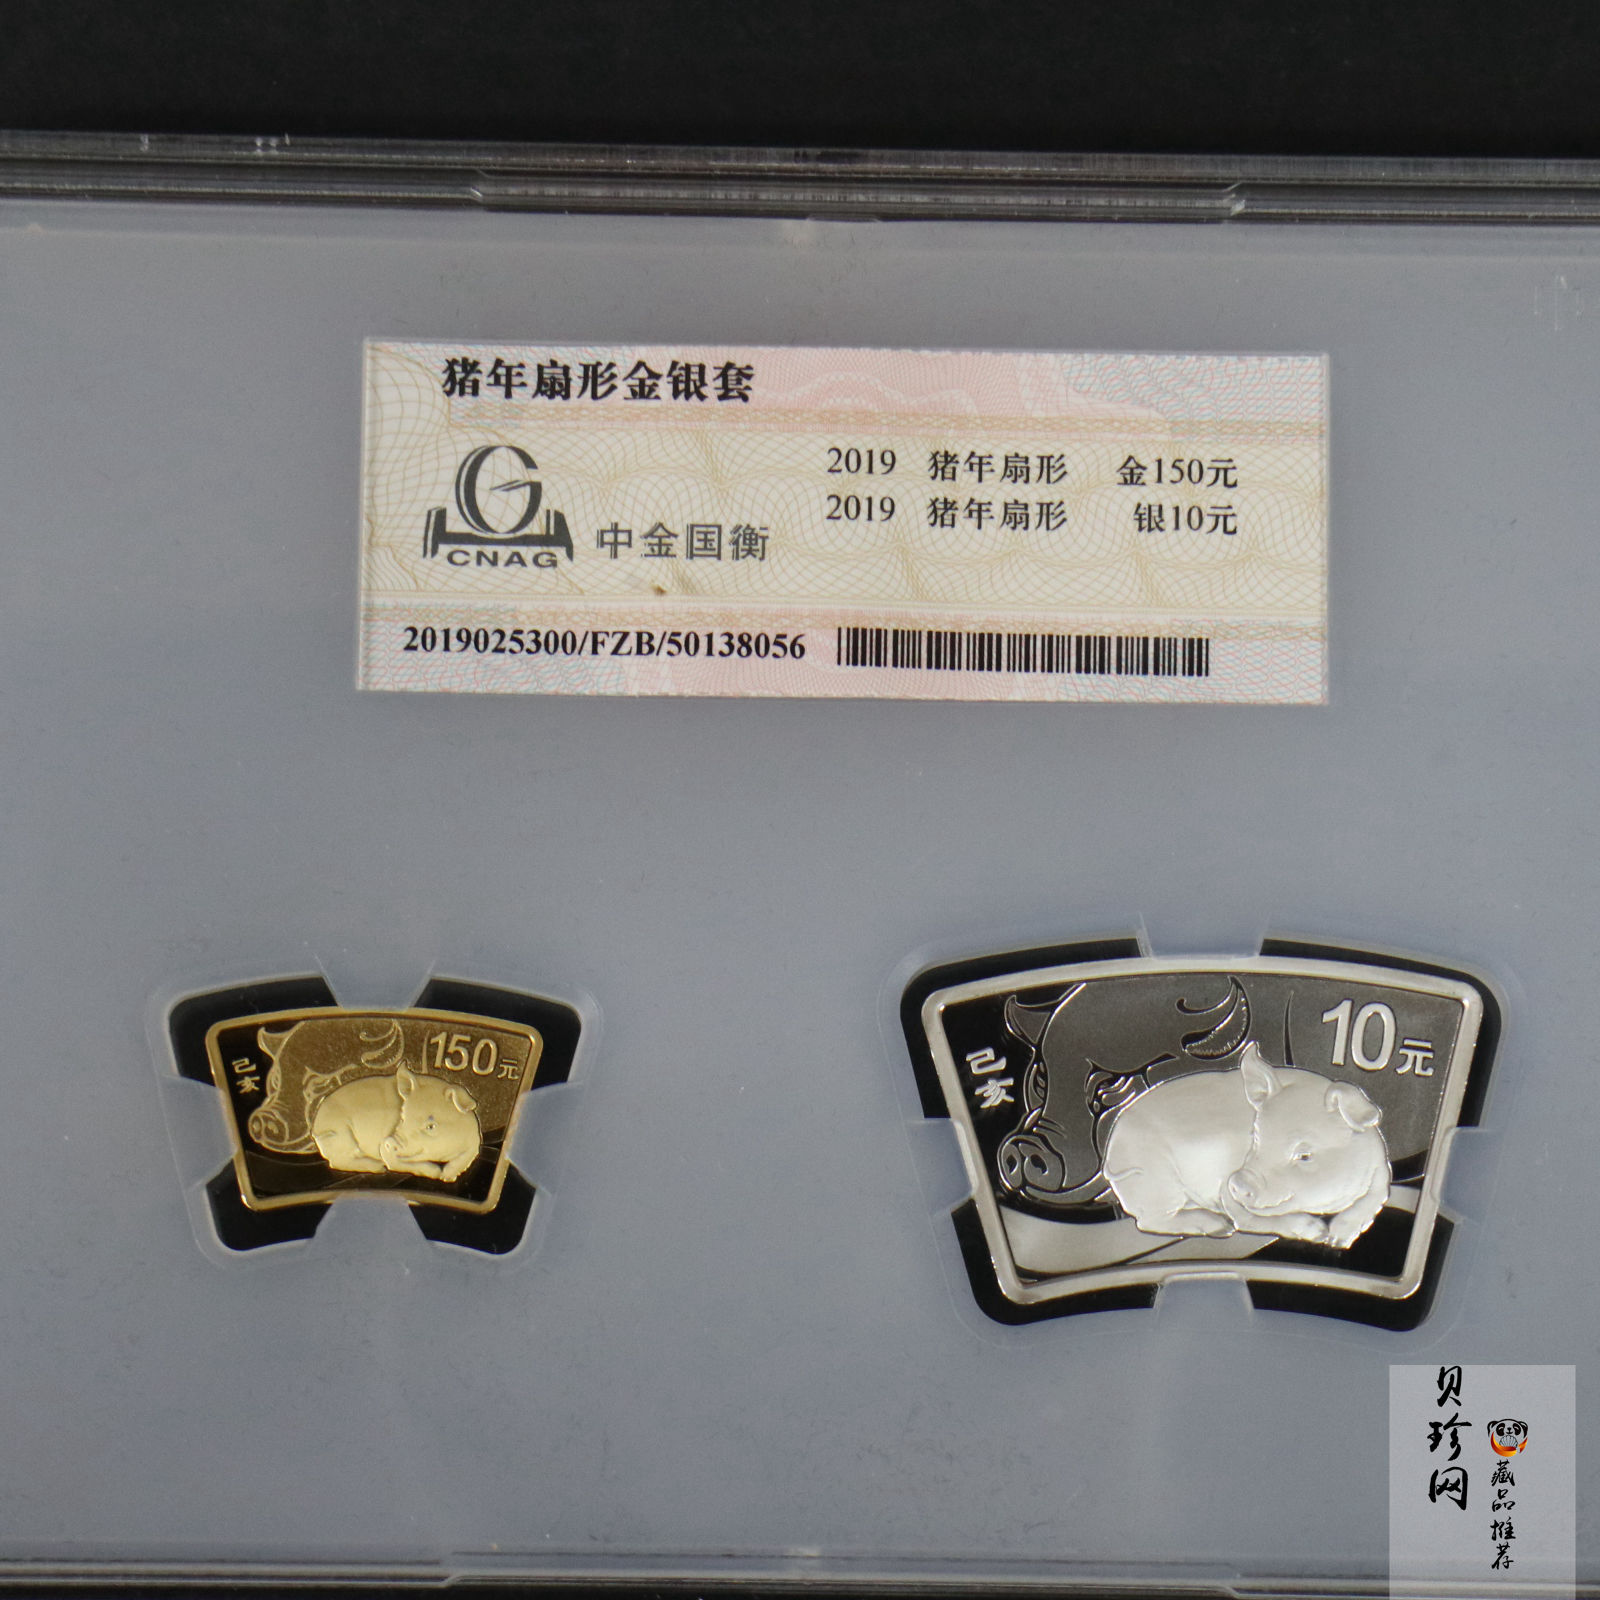 猪年扇形金银套
2019 猪年扇形 金150元
2019 猪年扇形 银10元
CNAG
中金国衡
2019025300/FZB/50138056
己亥
150元
己亥
10元
贝珍网
藏品推荐